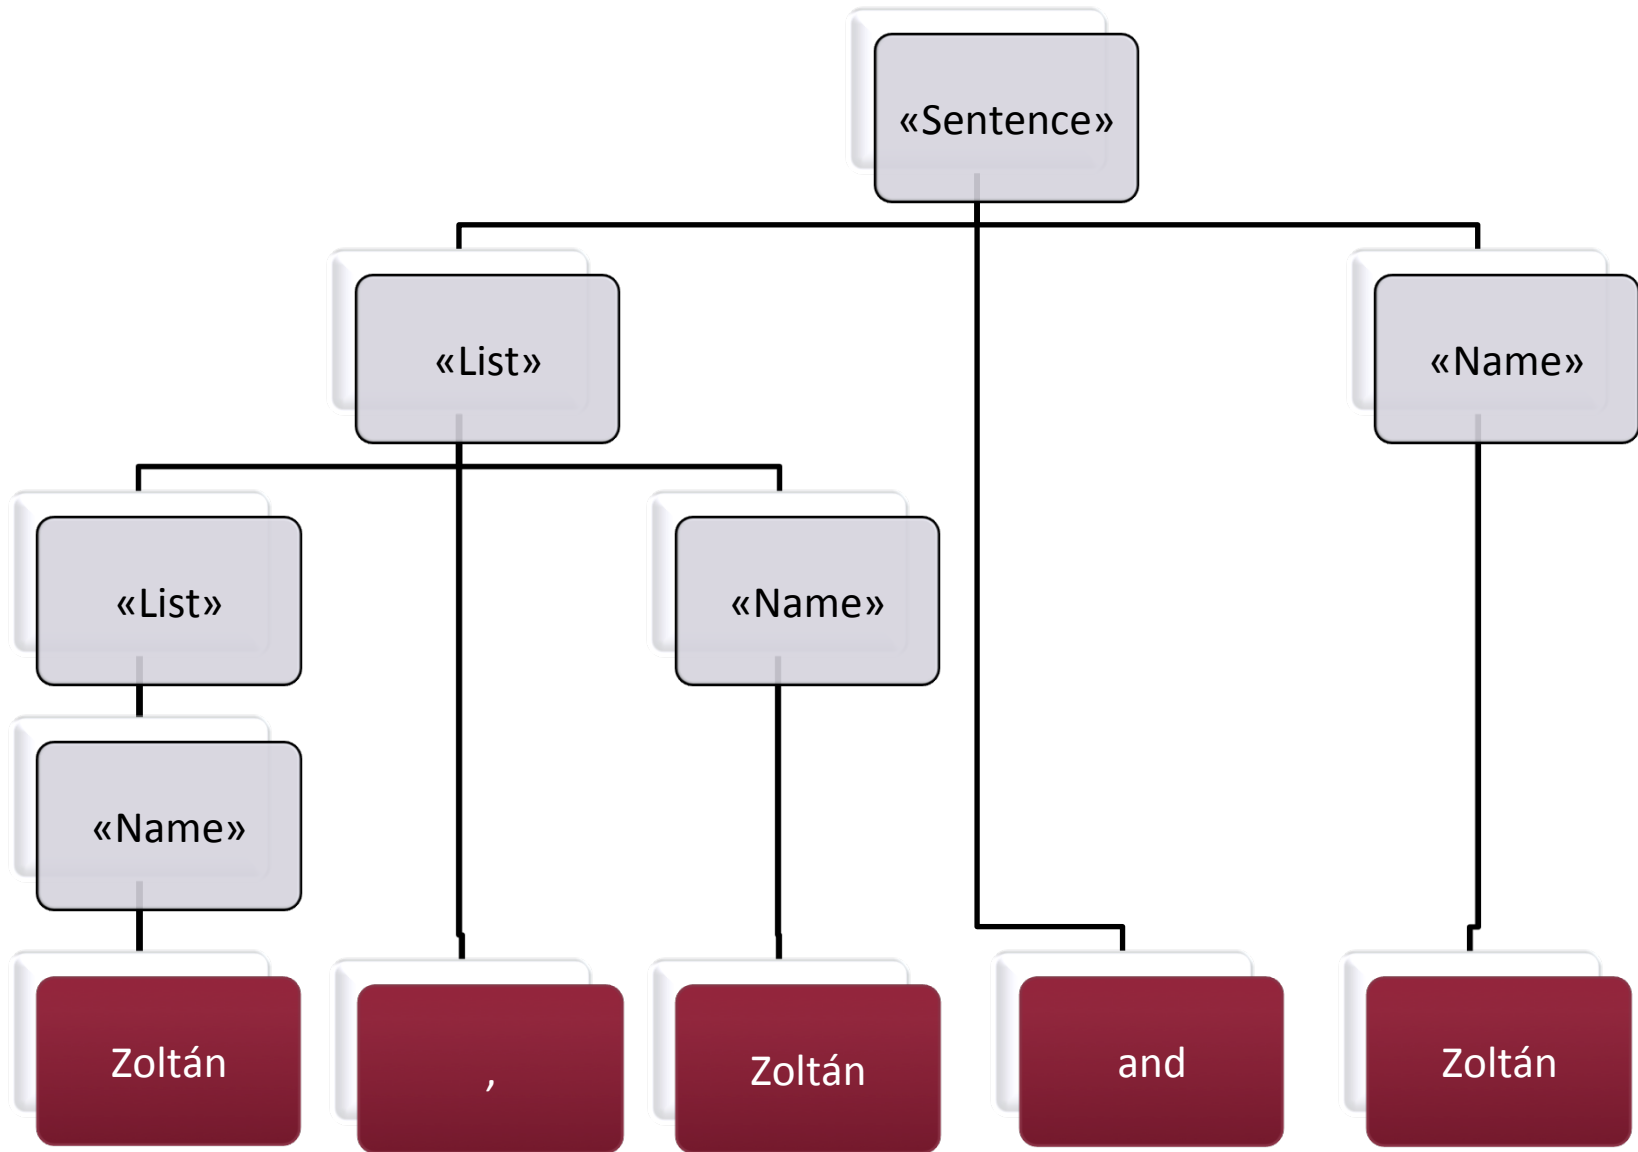 «Sentence»
«List»
«Name»
«List»
«Name»
«Name»
Zoltán
,
Zoltán
and
Zoltán